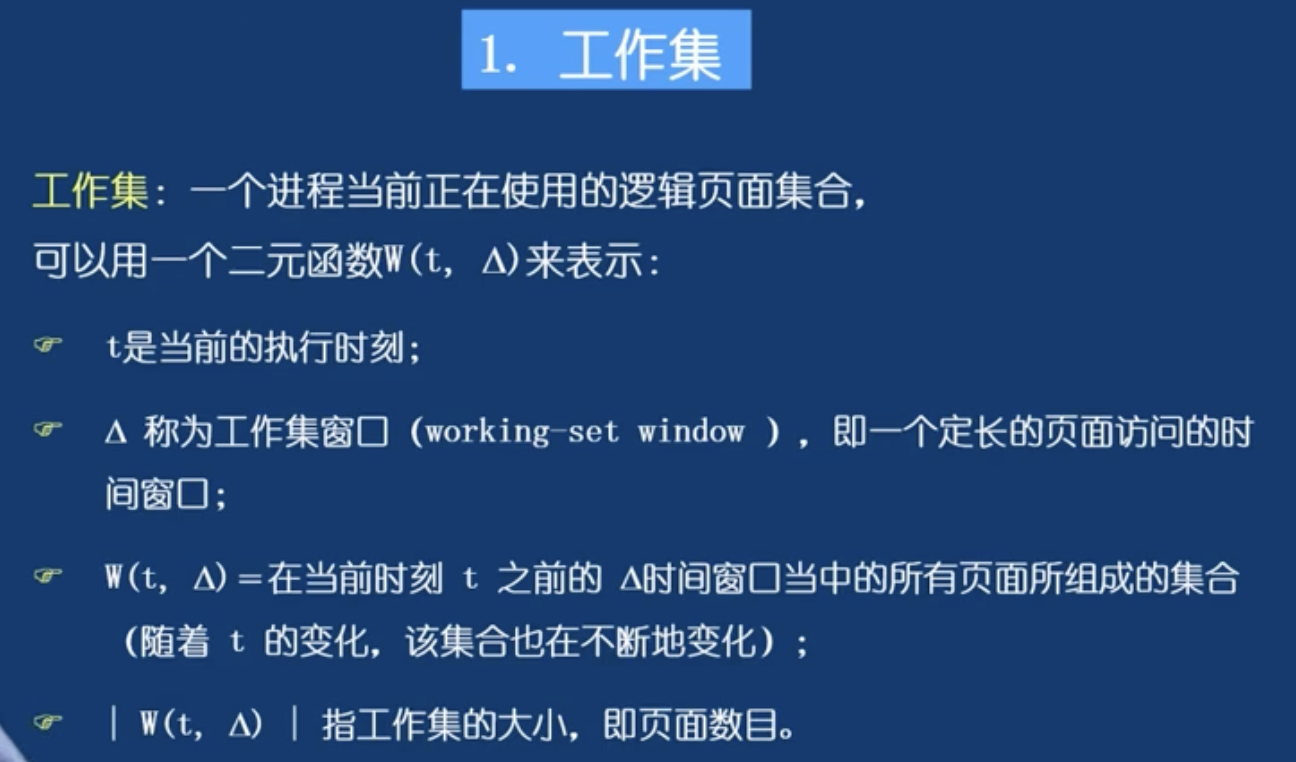 1. 工作集
工作集：一个进程当前正在使用的逻辑页面集合，
可以用一个二元函数W(t, Δ)来表示：
☞ t是当前的执行时刻；
☞ Δ 称为工作集窗口（working-set window ），即一个定长的页面访问的时
间窗口；
☞ W(t, Δ)＝在当前时刻 t 之前的 Δ时间窗口当中的所有页面所组成的集合
（随着 t 的变化，该集合也在不断地变化）；
☞ | W(t, Δ) | 指工作集的大小，即页面数目。